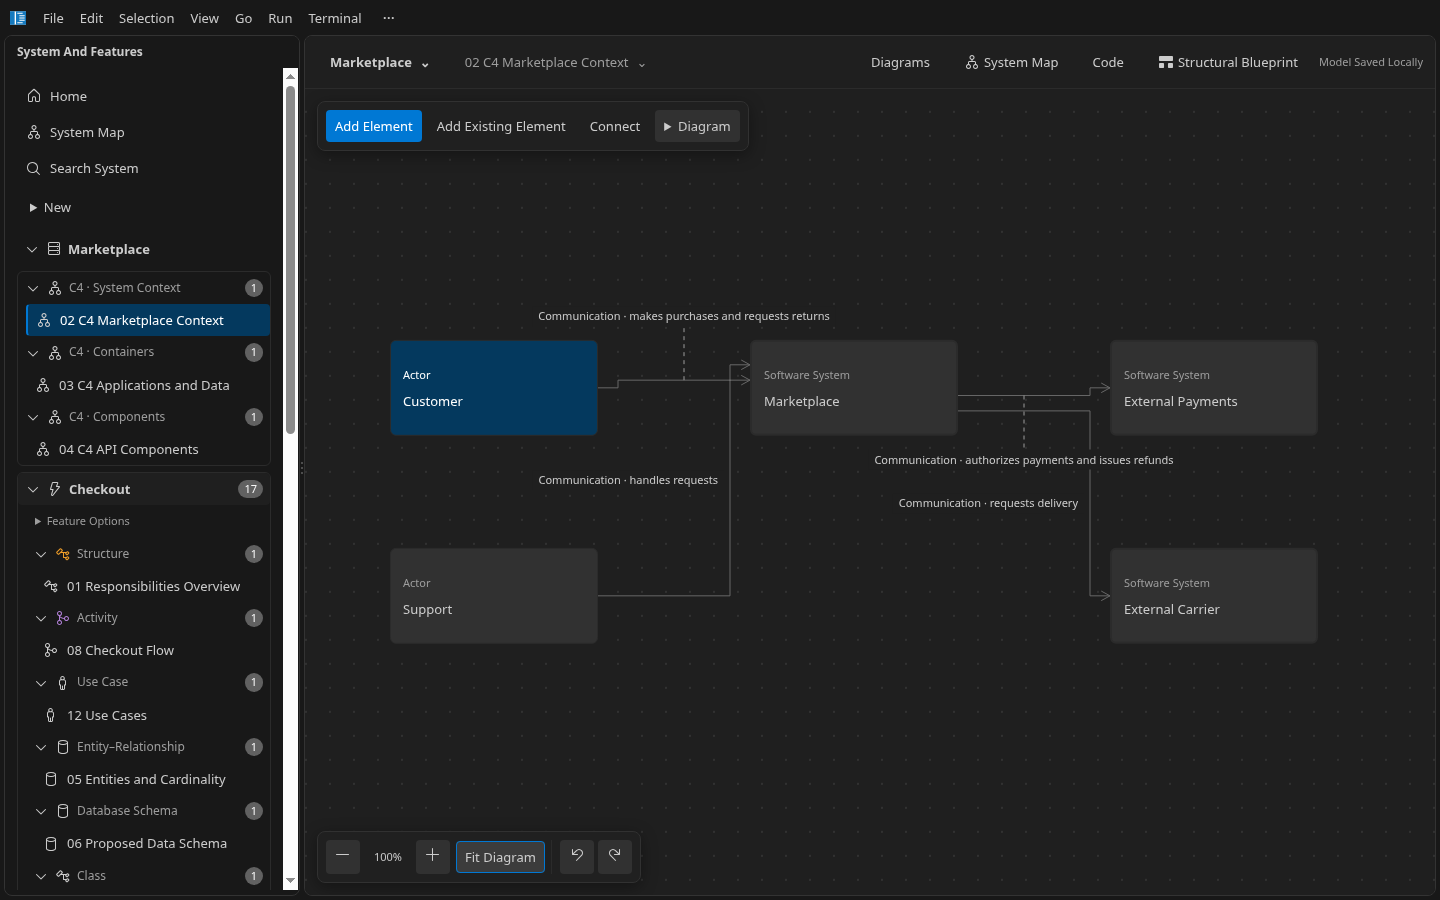 File Edit Selection View Go Run Terminal ···
System And Features
Home
System Map
Search System
New
Marketplace
C4 · System Context 1
02 C4 Marketplace Context
C4 · Containers 1
03 C4 Applications and Data
C4 · Components 1
04 C4 API Components
Checkout 17
Feature Options
Structure 1
01 Responsibilities Overview
Activity 1
08 Checkout Flow
Use Case 1
12 Use Cases
Entity–Relationship 1
05 Entities and Cardinality
Database Schema 1
06 Proposed Data Schema
Class 1
Marketplace 02 C4 Marketplace Context Diagrams System Map Code Structural Blueprint Model Saved Locally
Add Element Add Existing Element Connect Diagram
Communication · makes purchases and requests returns
Actor
Customer
Software System
Marketplace
Software System
External Payments
Communication · authorizes payments and issues refunds
Communication · handles requests
Communication · requests delivery
Actor
Support
Software System
External Carrier
100% Fit Diagram